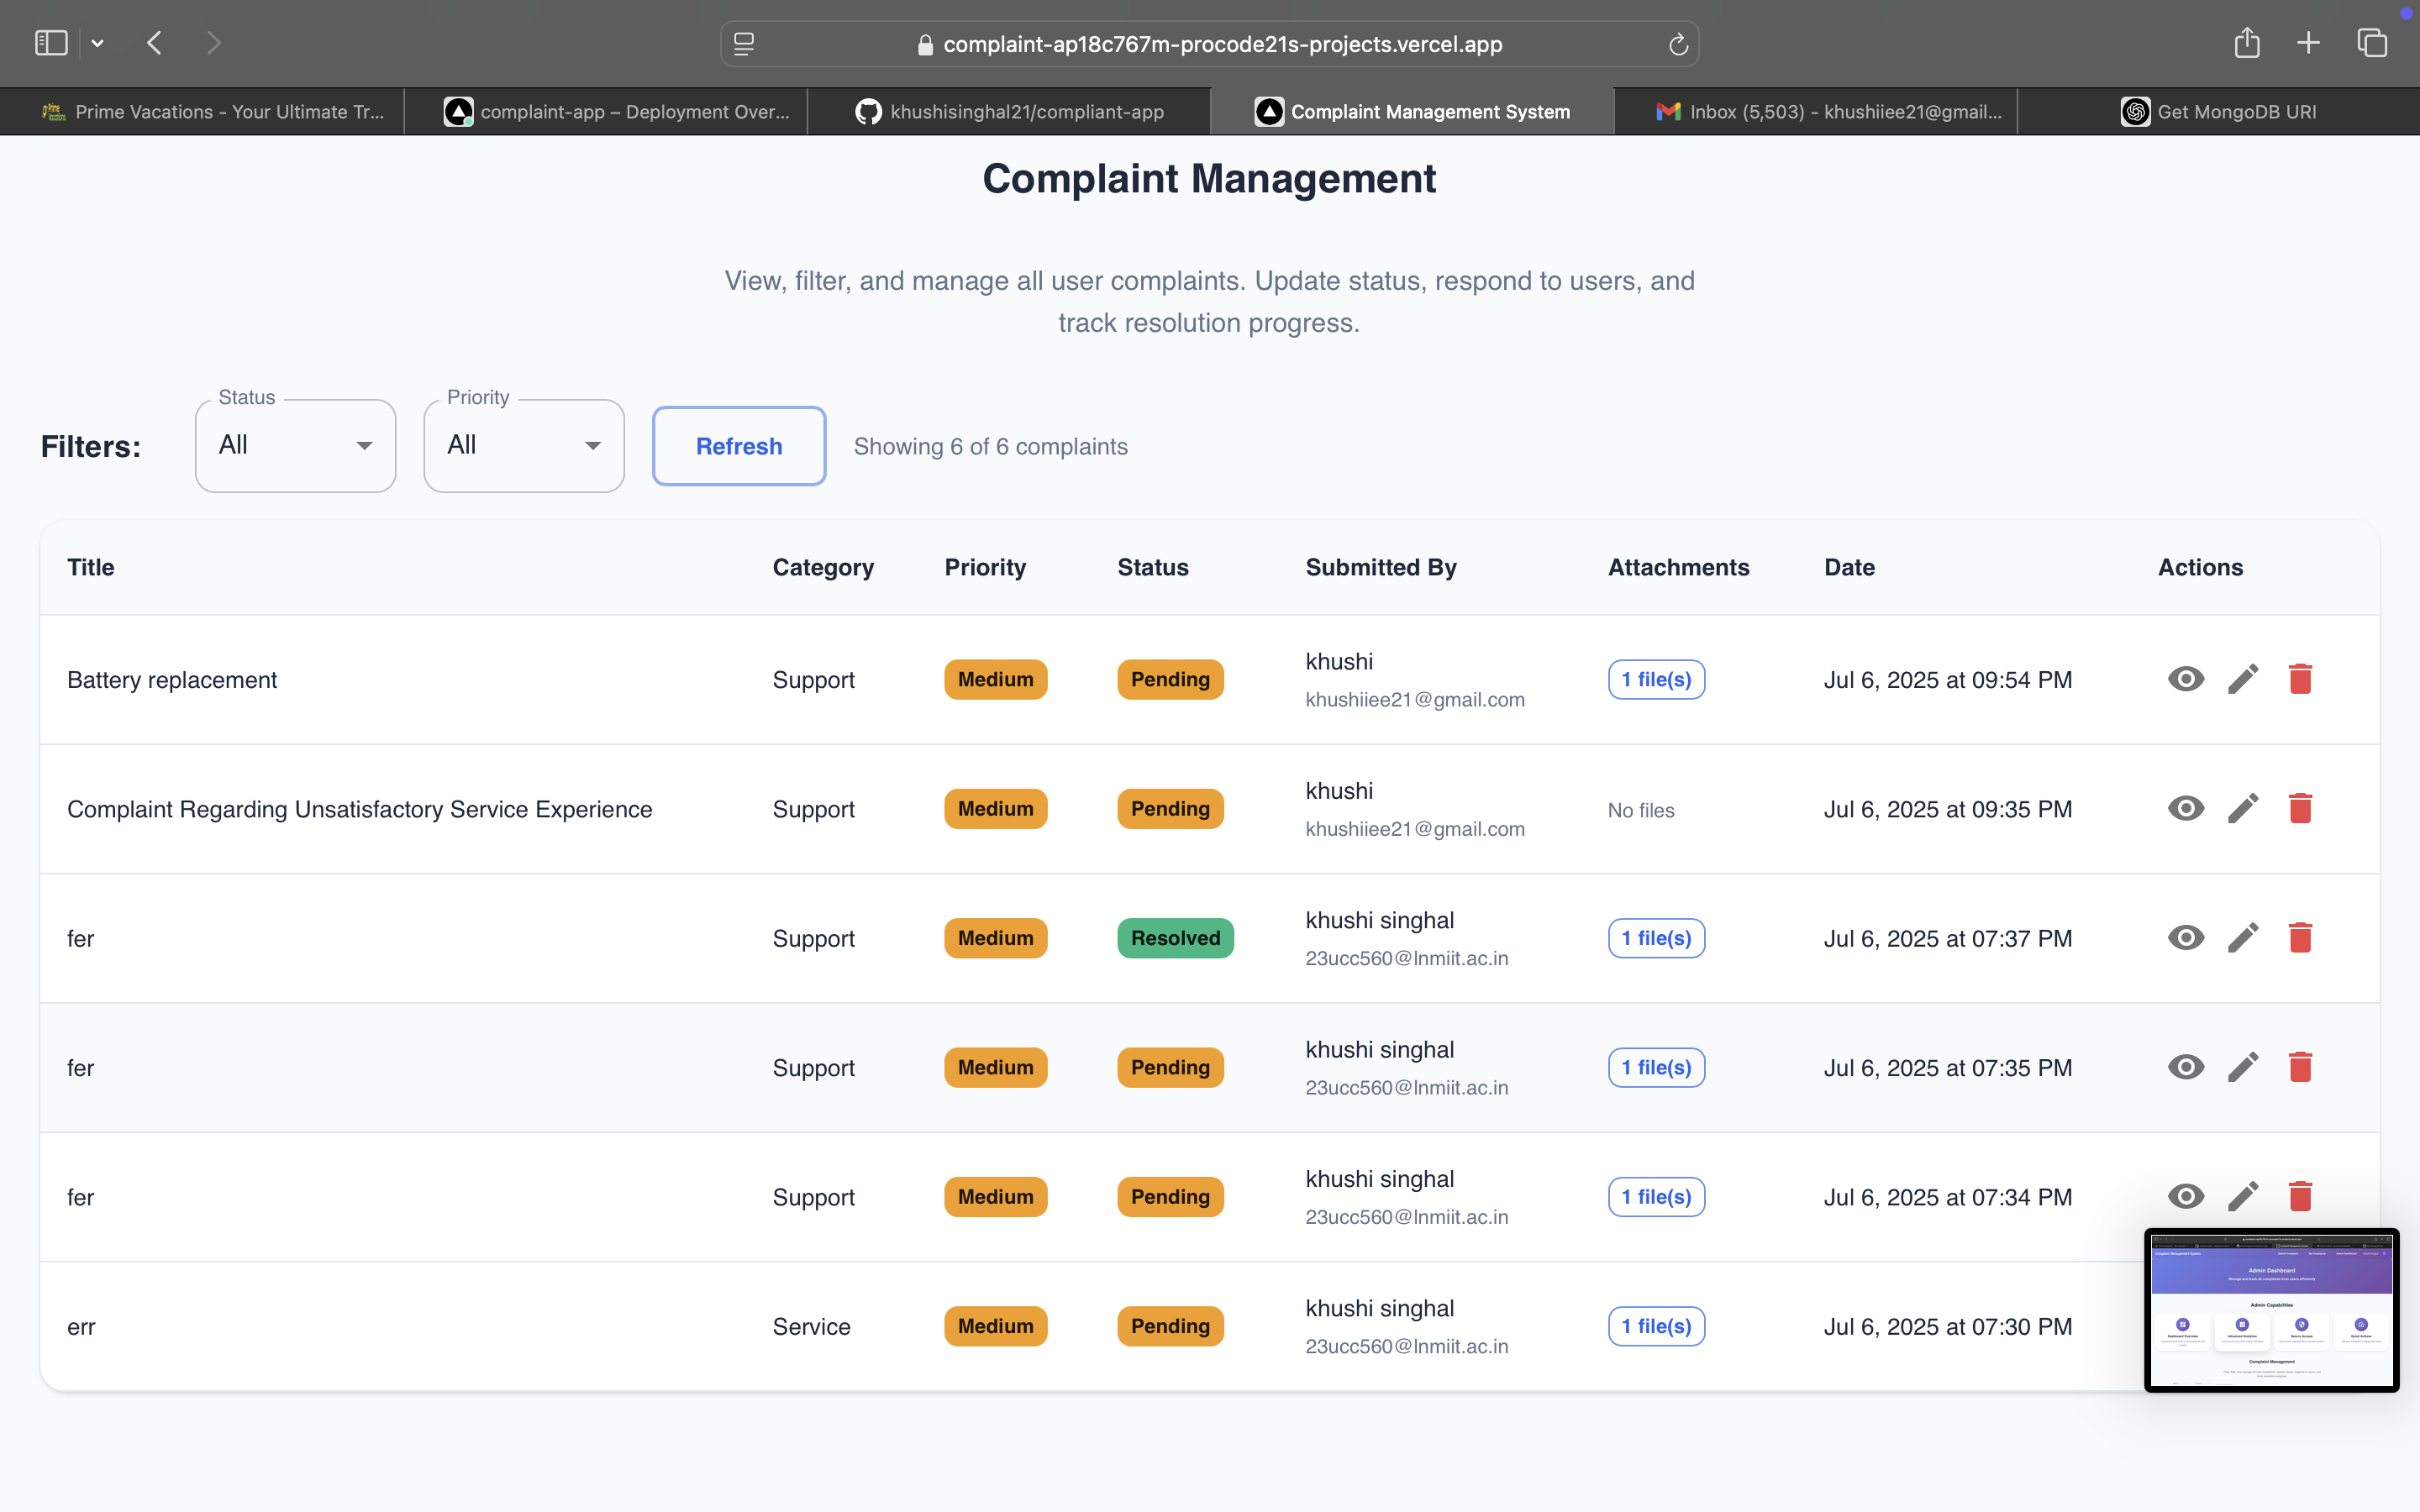 complaint-ap18c767m-procode21s-projects.vercel.app
Prime Vacations - Your Ultimate Tr...
complaint-app – Deployment Over...
khushisinghal21/compliant-app
Complaint Management System
Inbox (5,503) - khushiiee21@gmail...
Get MongoDB URI
Complaint Management
View, filter, and manage all user complaints. Update status, respond to users, and
track resolution progress.
Filters:
Status
All
Priority
All
Refresh
Showing 6 of 6 complaints
Title Category Priority Status Submitted By Attachments Date Actions
Battery replacement Support Medium Pending khushi 1 file(s) Jul 6, 2025 at 09:54 PM
khushiiee21@gmail.com
Complaint Regarding Unsatisfactory Service Experience Support Medium Pending khushi No files Jul 6, 2025 at 09:35 PM
khushiiee21@gmail.com
fer Support Medium Resolved khushi singhal 1 file(s) Jul 6, 2025 at 07:37 PM
23ucc560@lnmiit.ac.in
fer Support Medium Pending khushi singhal 1 file(s) Jul 6, 2025 at 07:35 PM
23ucc560@lnmiit.ac.in
fer Support Medium Pending khushi singhal 1 file(s) Jul 6, 2025 at 07:34 PM
23ucc560@lnmiit.ac.in
err Service Medium Pending khushi singhal 1 file(s) Jul 6, 2025 at 07:30 PM
23ucc560@lnmiit.ac.in
Admin Dashboard
Admin Capabilities
Complaint Management